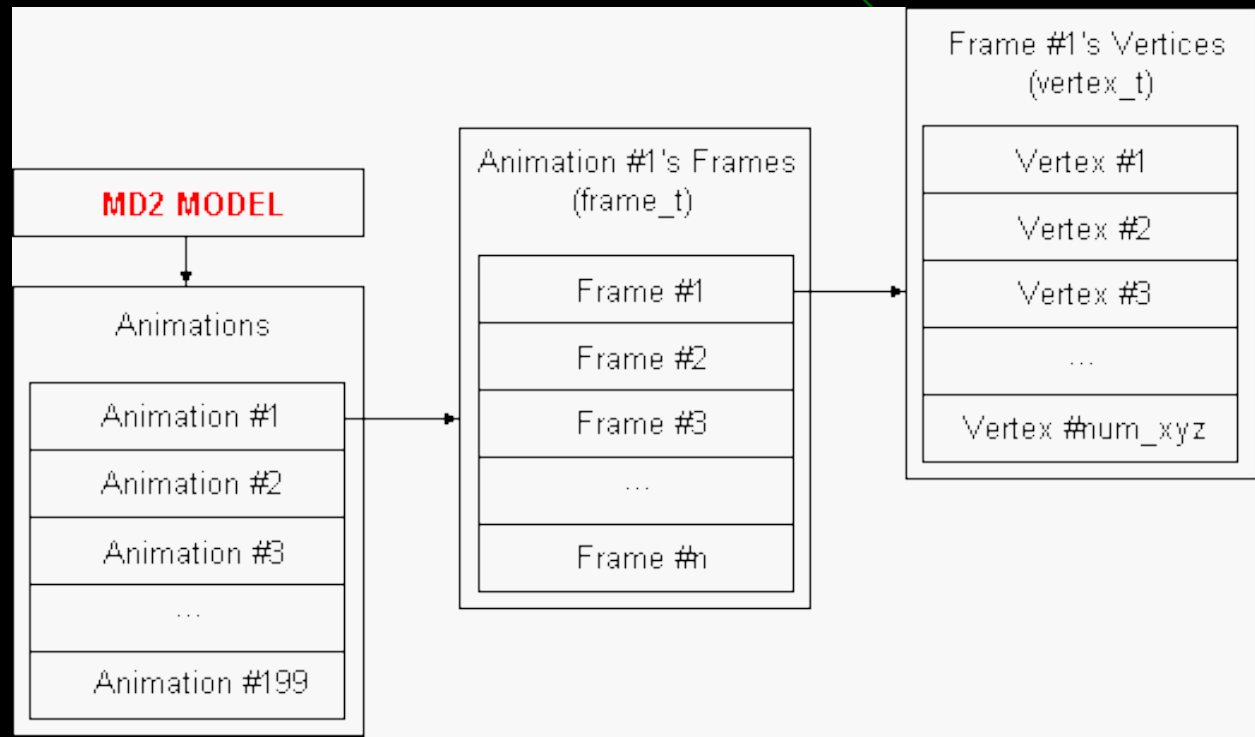 MD2 MODEL
Animations
Animation #1
Animation #2
Animation #3
...
Animation #199
Animation #1's Frames
(frame_t)
Frame #1
Frame #2
Frame #3
...
Frame #n
Frame #1's Vertices
(vertex_t)
Vertex #1
Vertex #2
Vertex #3
...
Vertex #num_xyz